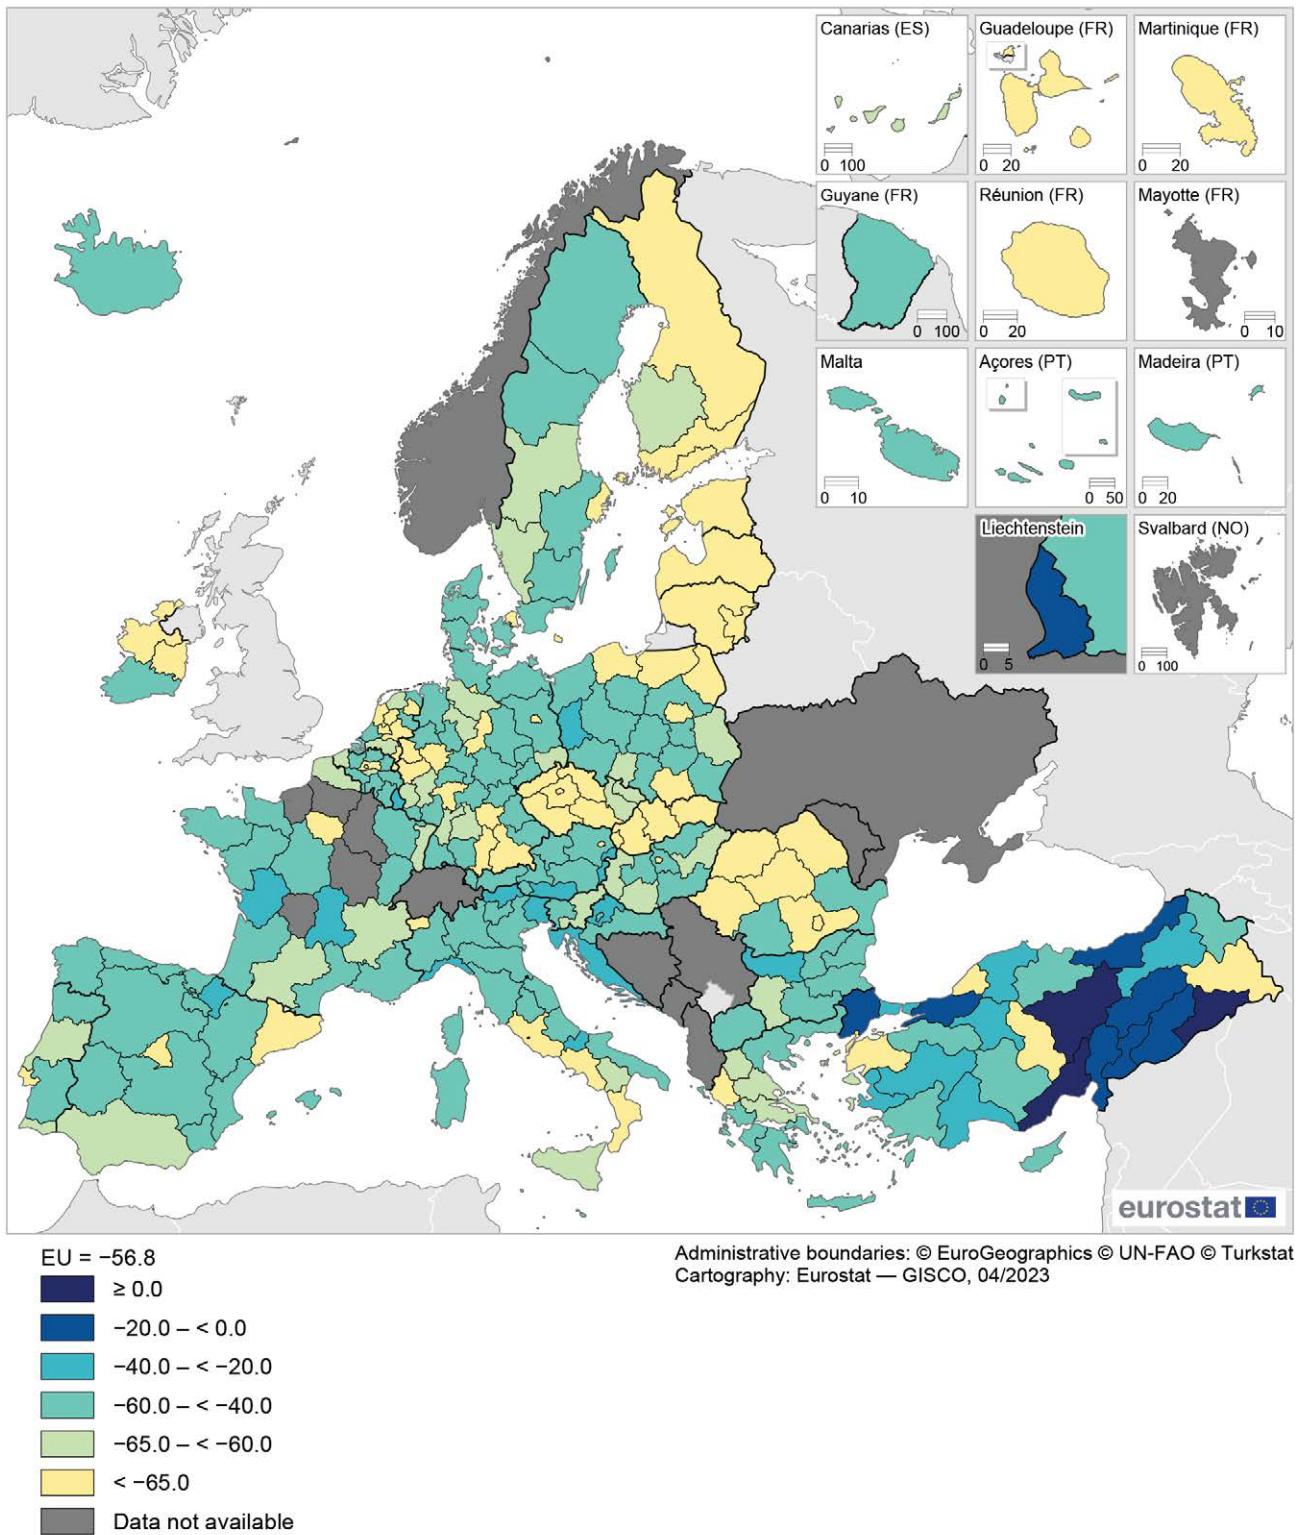 Canarias (ES)
0 100
Guadeloupe (FR)
0 20
Martinique (FR)
0 20
Guyane (FR)
0 100
Réunion (FR)
0 20
Mayotte (FR)
0 10
Malta
0 10
Açores (PT)
0 50
Madeira (PT)
0 20
Liechtenstein
0 5
Svalbard (NO)
0 100
eurostat
EU = −56.8
≥ 0.0
−20.0 – < 0.0
−40.0 – < −20.0
−60.0 – < −40.0
−65.0 – < −60.0
< −65.0
Data not available
Administrative boundaries: © EuroGeographics © UN-FAO © Turkstat
Cartography: Eurostat — GISCO, 04/2023